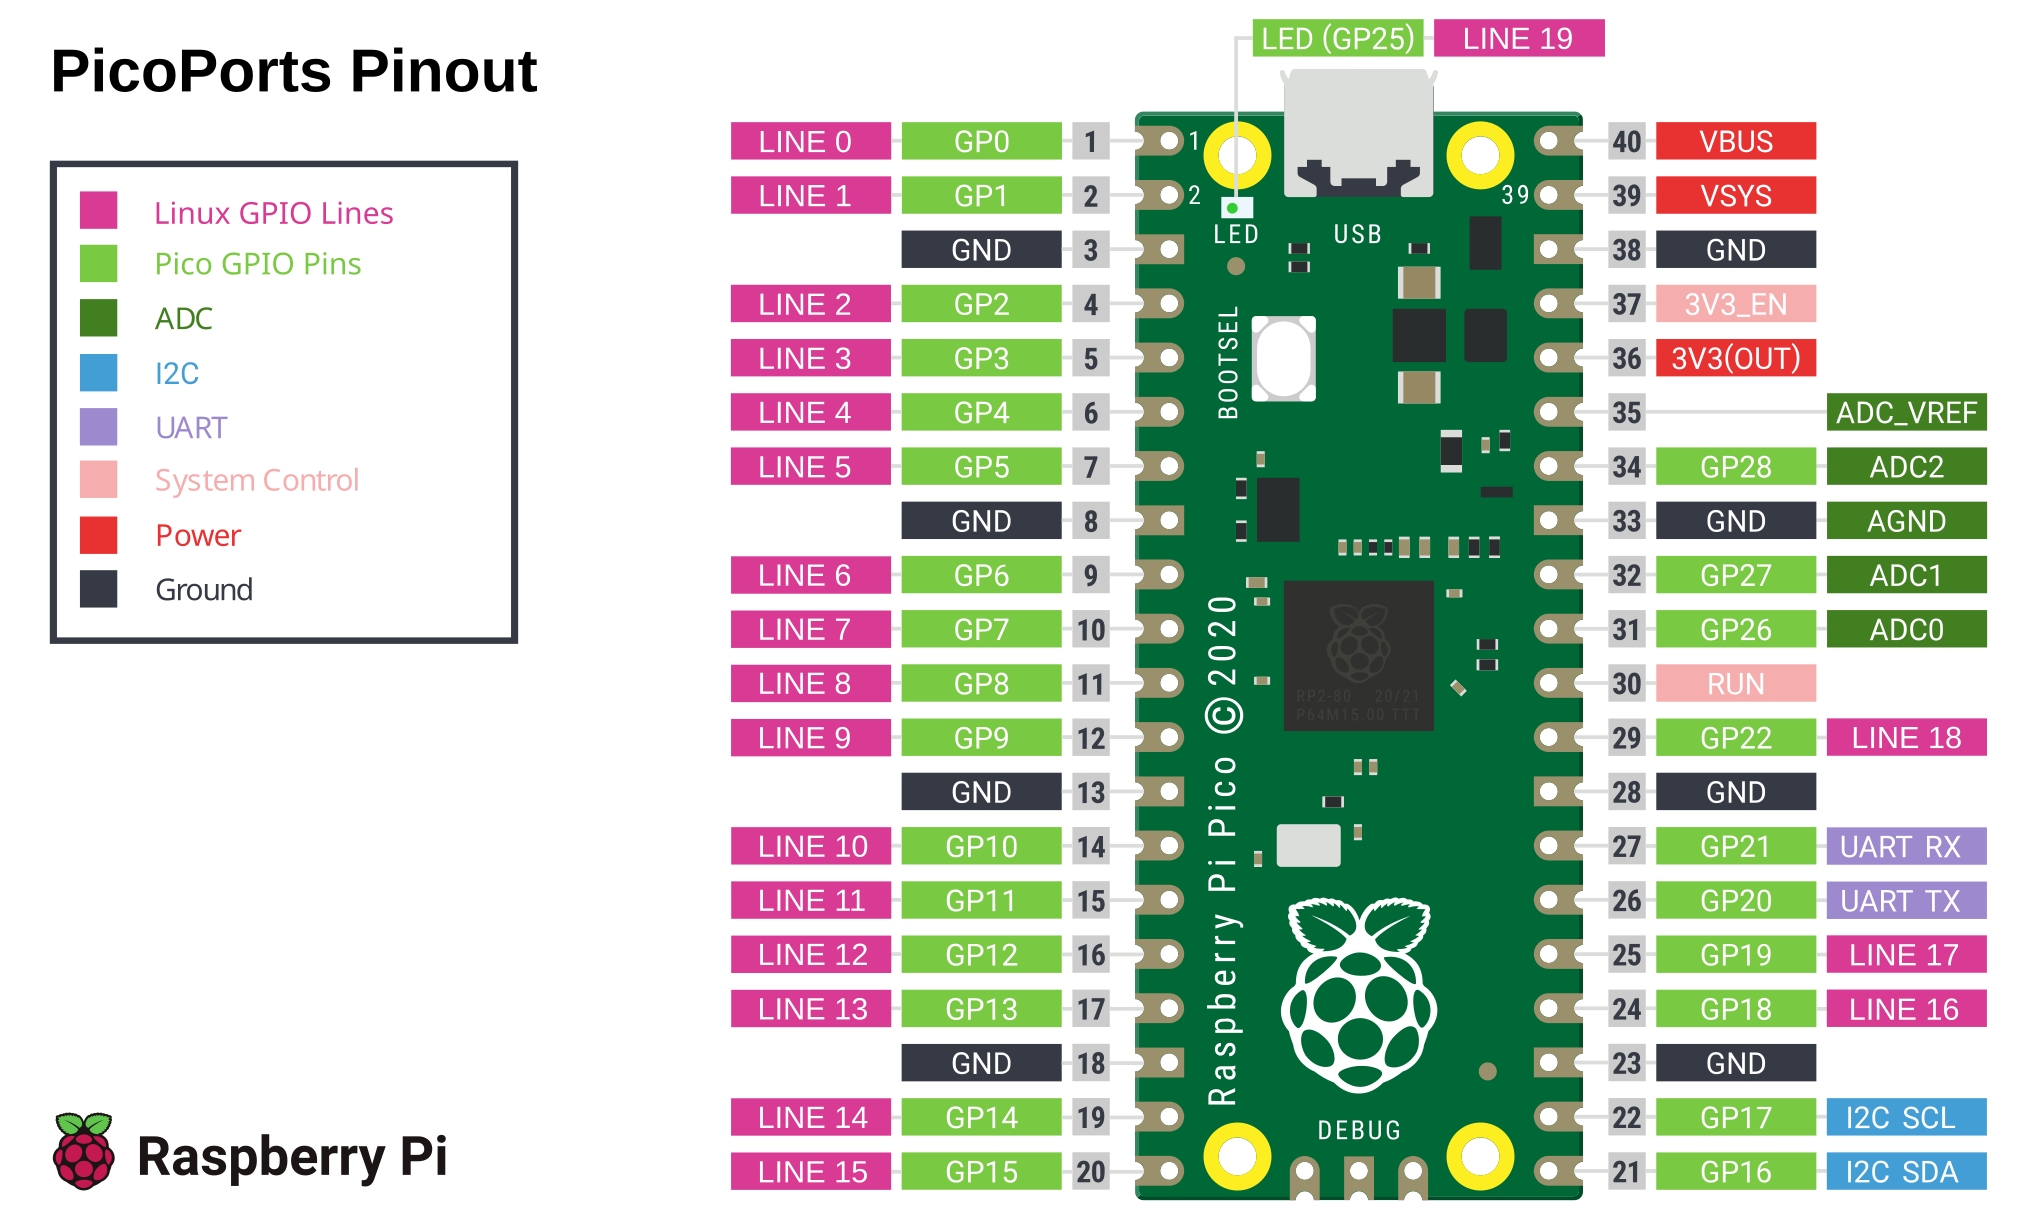 LED (GP25) LINE 19
PicoPorts Pinout
Linux GPIO Lines
Pico GPIO Pins
ADC
I2C
UART
System Control
Power
Ground
LINE 0 GP0 1 1 40 VBUS
LINE 1 GP1 2 2 39 39 VSYS
LED USB
GND 3 38 GND
LINE 2 GP2 4 37 3V3_EN
LINE 3 GP3 5 36 3V3(OUT)
BOOTSEL
LINE 4 GP4 6 35 ADC_VREF
LINE 5 GP5 7 34 GP28 ADC2
GND 8 33 GND AGND
LINE 6 GP6 9 32 GP27 ADC1
LINE 7 GP7 10 31 GP26 ADC0
LINE 8 GP8 11 30 RUN
RP2-80 20/21
P64M15.00 TTT
LINE 9 GP9 12 29 GP22 LINE 18
GND 13 28 GND
LINE 10 GP10 14 27 GP21 UART RX
LINE 11 GP11 15 26 GP20 UART TX
Raspberry Pi Pico ©2020
LINE 12 GP12 16 25 GP19 LINE 17
LINE 13 GP13 17 24 GP18 LINE 16
GND 18 23 GND
LINE 14 GP14 19 22 GP17 I2C SCL
DEBUG
LINE 15 GP15 20 21 GP16 I2C SDA
Raspberry Pi